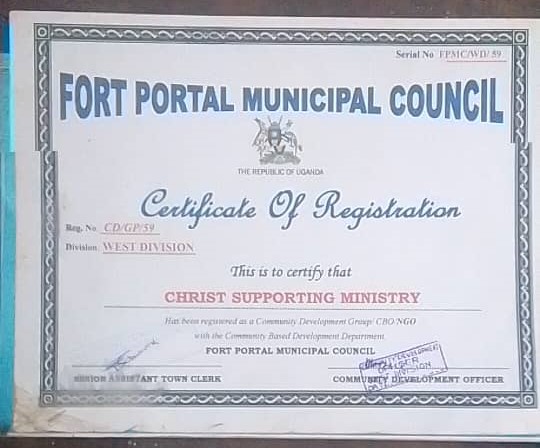 Serial No FPMC/WD/ 59
FORT PORTAL MUNICIPAL COUNCIL
THE REPUBLIC OF UGANDA
Certificate Of Registration
Reg. No. CD/GP/59
Division. WEST DIVISION
This is to certify that
CHRIST SUPPORTING MINISTRY
Has been registered as a Community Development Group/ CBO/NGO
with the Community Based Development Department
FORT PORTAL MUNICIPAL COUNCIL
SENIOR ASSISTANT TOWN CLERK
COMMUNITY DEVELOPMENT OFFICER